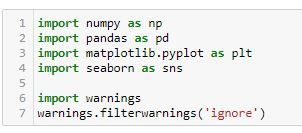 1 import numpy as np
2 import pandas as pd
3 import matplotlib.pyplot as plt
4 import seaborn as sns
5
6 import warnings
7 warnings.filterwarnings('ignore')